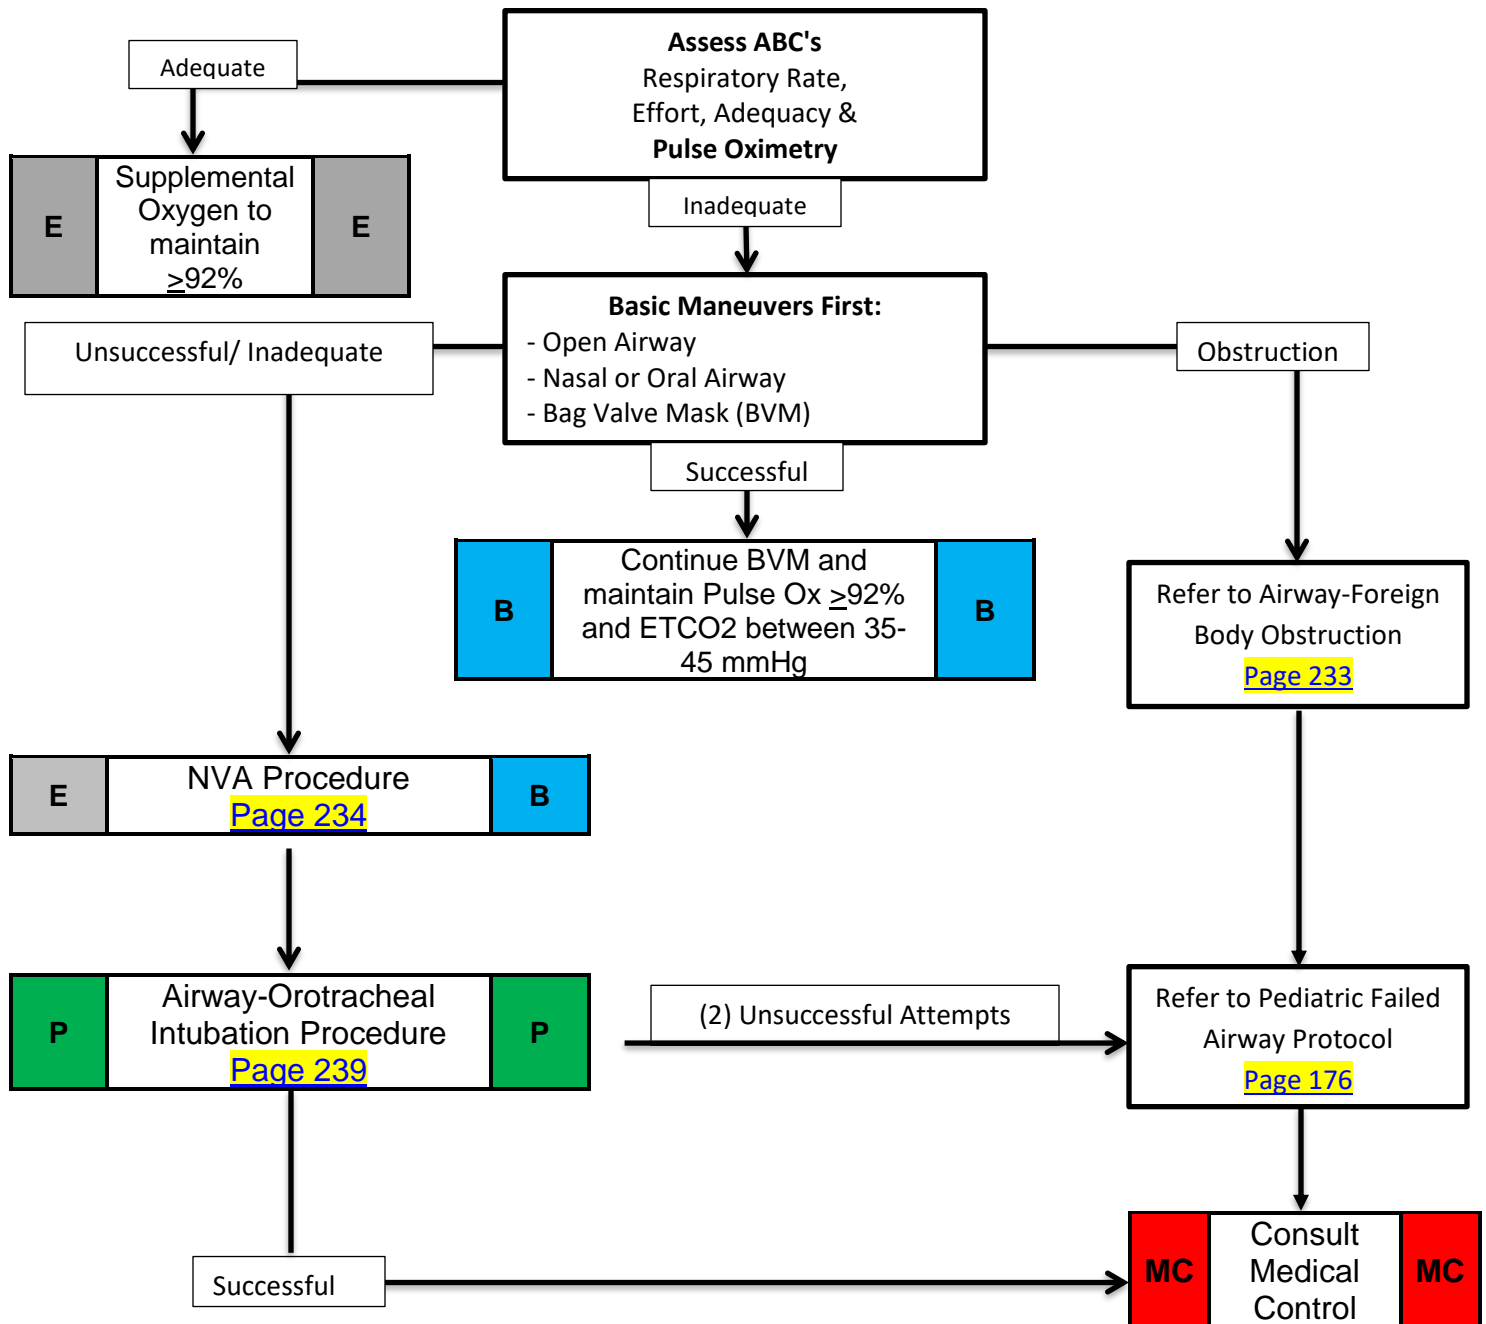 Assess ABC's
Respiratory Rate,
Effort, Adequacy &
Pulse Oximetry
Adequate
E
Supplemental
Oxygen to
maintain
≥92%
E
Inadequate
Basic Maneuvers First:
- Open Airway
- Nasal or Oral Airway
- Bag Valve Mask (BVM)
Unsuccessful/ Inadequate
Obstruction
Successful
B
Continue BVM and
maintain Pulse Ox ≥92%
and ETCO2 between 35-
45 mmHg
B
Refer to Airway-Foreign
Body Obstruction
Page 233
E
NVA Procedure
Page 234
B
P
Airway-Orotracheal
Intubation Procedure
Page 239
P
(2) Unsuccessful Attempts
Refer to Pediatric Failed
Airway Protocol
Page 176
Successful
MC
Consult
Medical
Control
MC